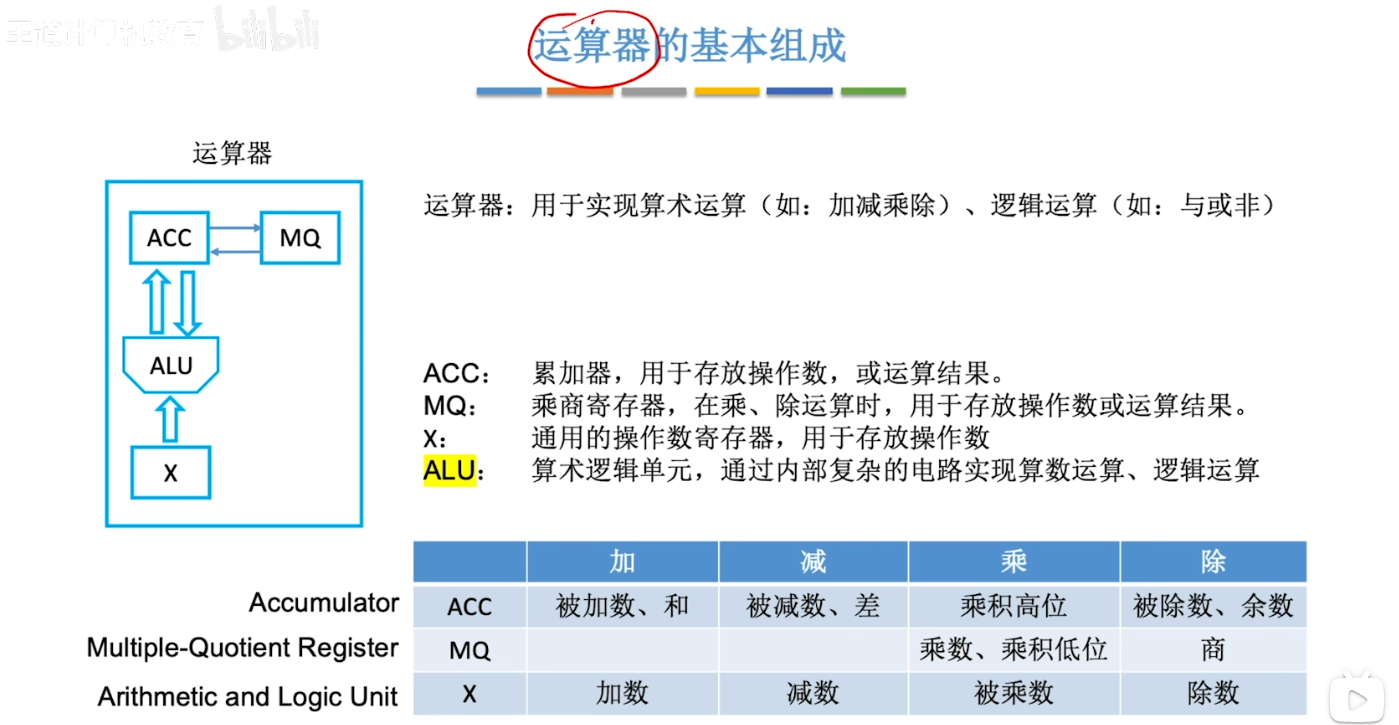 王道计算机教育 bilibili
运算器的基本组成
运算器
ACC
MQ
ALU
X
运算器：用于实现算术运算（如：加减乘除）、逻辑运算（如：与或非）
ACC： 累加器，用于存放操作数，或运算结果。
MQ： 乘商寄存器，在乘、除运算时，用于存放操作数或运算结果。
X： 通用的操作数寄存器，用于存放操作数
ALU： 算术逻辑单元，通过内部复杂的电路实现算数运算、逻辑运算
加 减 乘 除
Accumulator ACC 被加数、和 被减数、差 乘积高位 被除数、余数
Multiple-Quotient Register MQ 乘数、乘积低位 商
Arithmetic and Logic Unit X 加数 减数 被乘数 除数